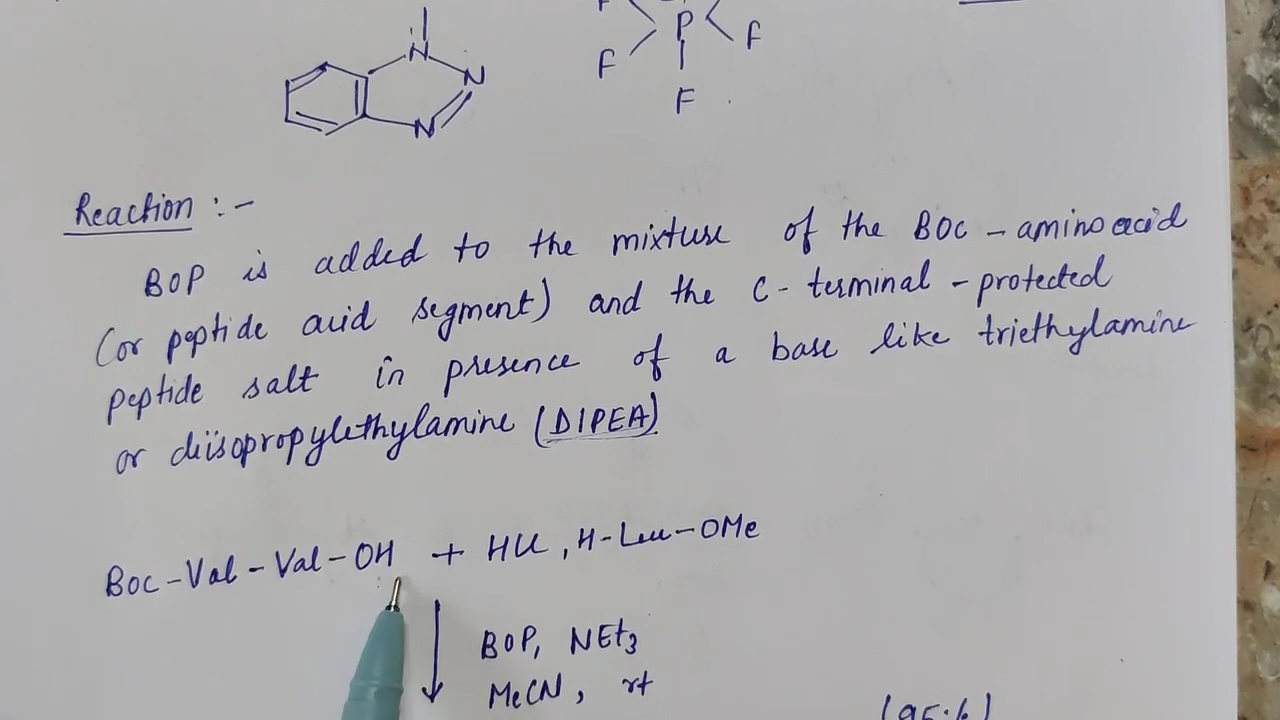 N
F
P
F
N
F
N
F
Reaction :-
BOP is added to the mixture of the BOC - amino acid
(or peptide acid segment) and the C - terminal - protected
peptide salt in presence of a base like triethylamine
or diisopropylethylamine (DIPEA)
Boc - Val - Val - OH + HCl, H - Leu - OMe
BOP, NEt3
MeCN, rt